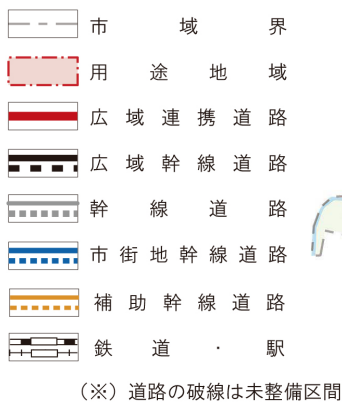 市域界
用途地域
広域連携道路
広域幹線道路
幹線道路
市街地幹線道路
補助幹線道路
鉄道・駅
（※）道路の破線は未整備区間